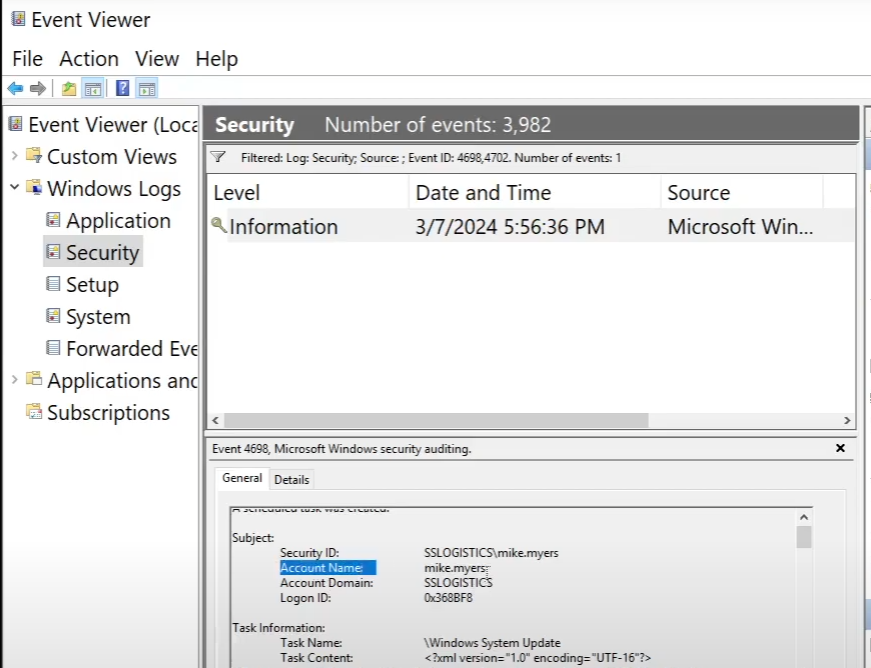 Event Viewer
File Action View Help
Event Viewer (Loca
Custom Views
Windows Logs
Application
Security
Setup
System
Forwarded Eve
Applications and
Subscriptions
Security Number of events: 3,982
Filtered: Log: Security; Source: ; Event ID: 4698,4702. Number of events: 1
Level Date and Time Source
Information 3/7/2024 5:56:36 PM Microsoft Win...
Event 4698, Microsoft Windows security auditing.
General Details
A scheduled task was created.
Subject:
Security ID: SSLOGISTICS\mike.myers
Account Name: mike.myers
Account Domain: SSLOGISTICS
Logon ID: 0x368BF8
Task Information:
Task Name: \Windows System Update
Task Content: <?xml version="1.0" encoding="UTF-16"?>